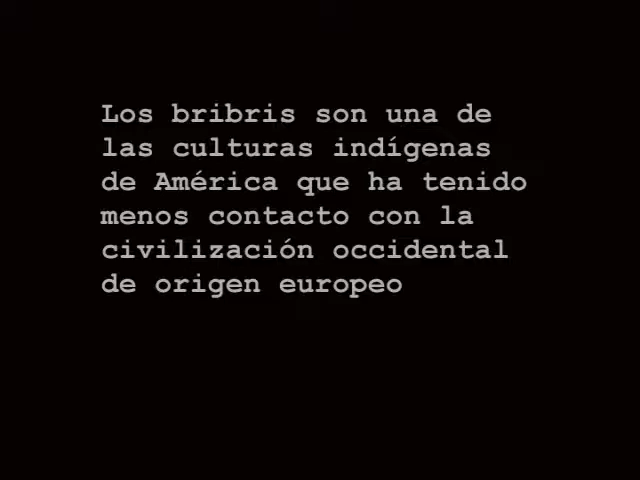 Los bribris son una de
las culturas indígenas
de América que ha tenido
menos contacto con la
civilización occidental
de origen europeo